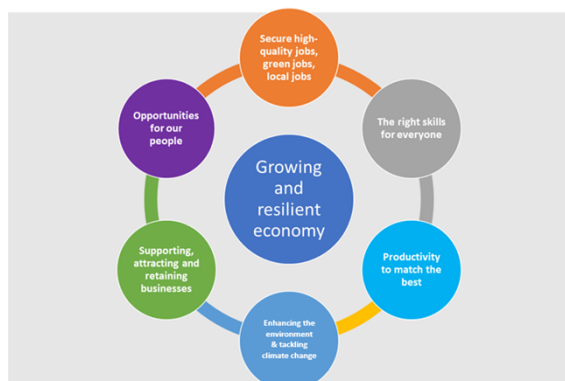 Secure high-
quality jobs,
green jobs,
local jobs
Opportunities
for our
people
The right skills
for everyone
Growing
and
resilient
economy
Supporting,
attracting and
retaining
businesses
Productivity
to match the
best
Enhancing the
environment
& tackling
climate change